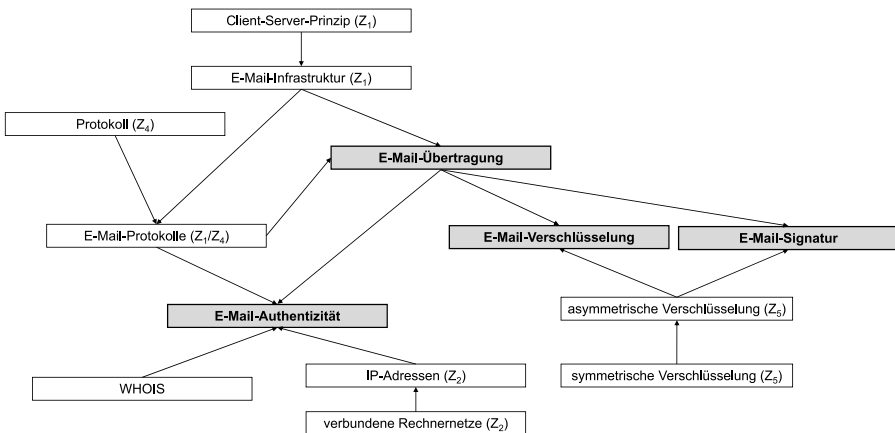 Client-Server-Prinzip (Z₁)
E-Mail-Infrastruktur (Z₁)
Protokoll (Z₄)
E-Mail-Übertragung
E-Mail-Protokolle (Z₁/Z₄)
E-Mail-Verschlüsselung
E-Mail-Signatur
E-Mail-Authentizität
asymmetrische Verschlüsselung (Z₅)
WHOIS
IP-Adressen (Z₂)
symmetrische Verschlüsselung (Z₅)
verbundene Rechnernetze (Z₂)